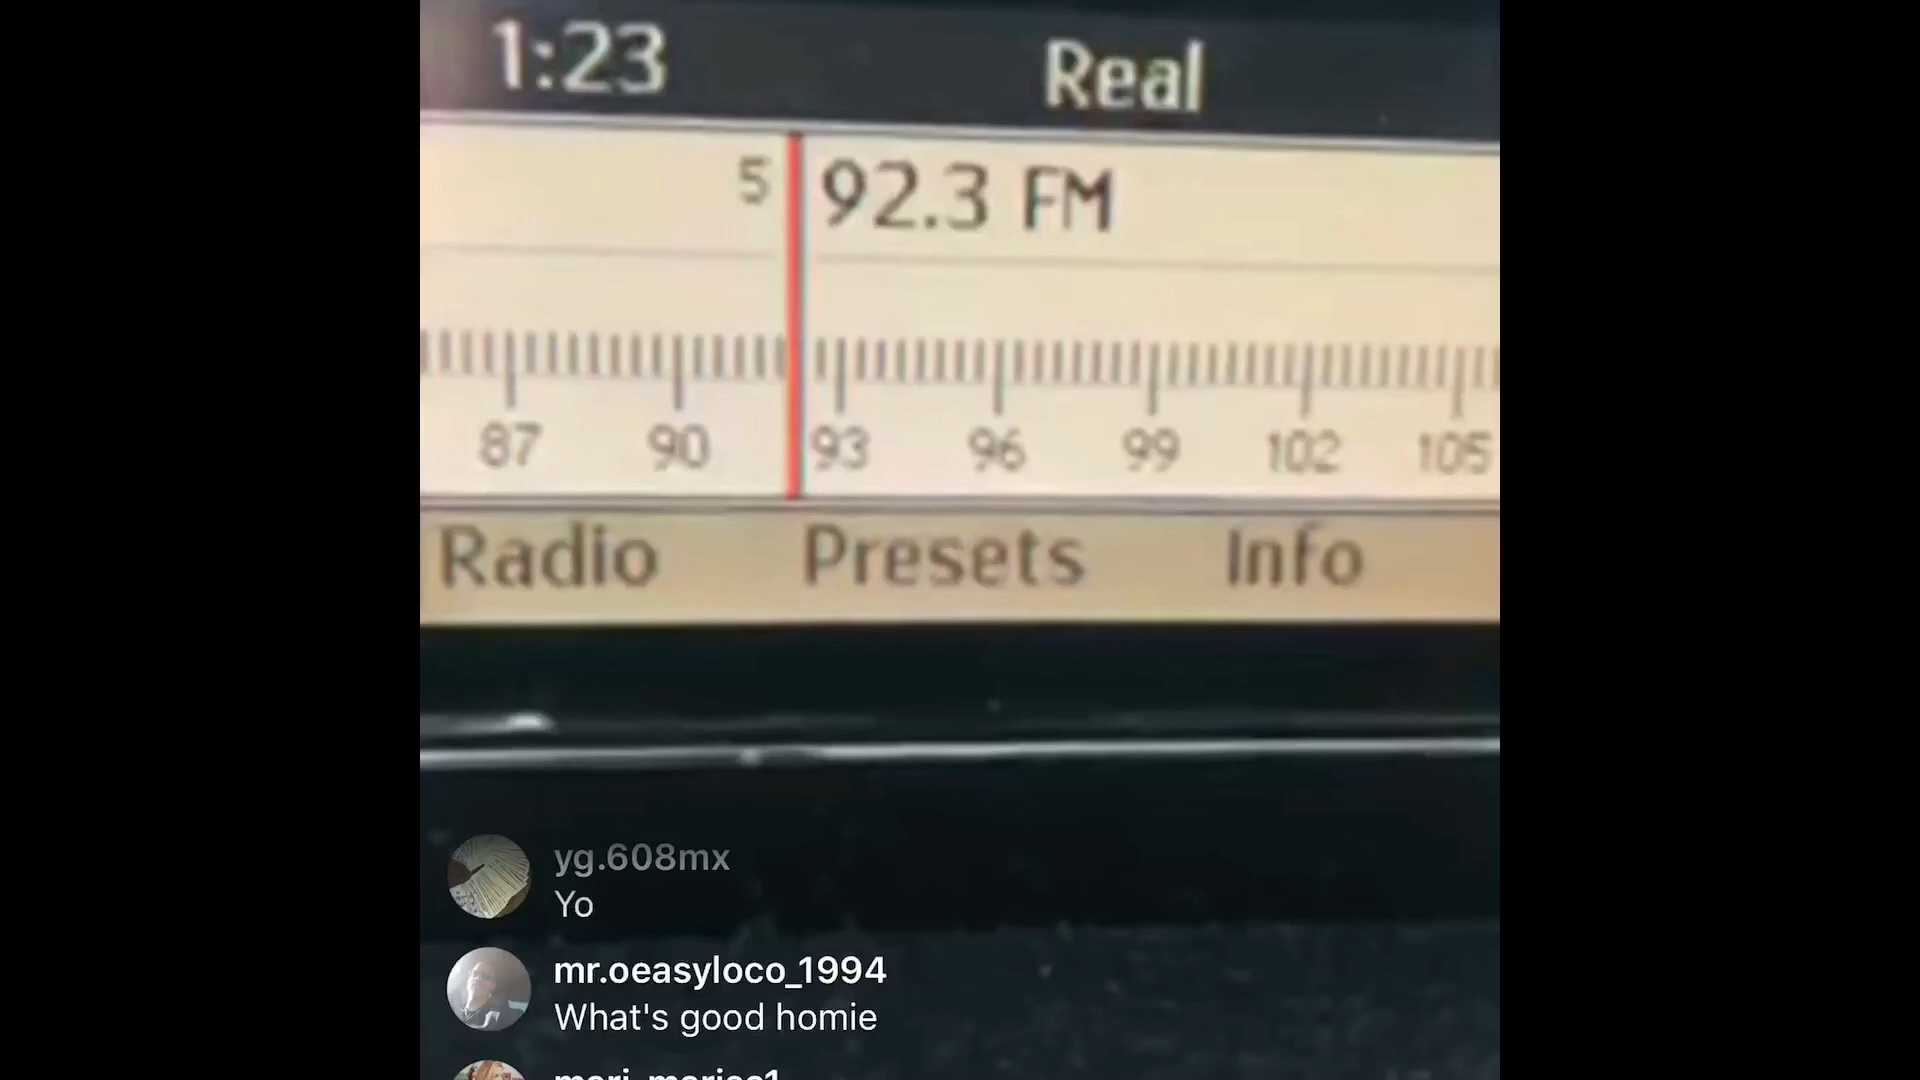 1:23 Real
5 92.3 FM
87 90 93 96 99 102 105
Radio Presets Info
yg.608mx
Yo
mr.oeasyloco_1994
What's good homie